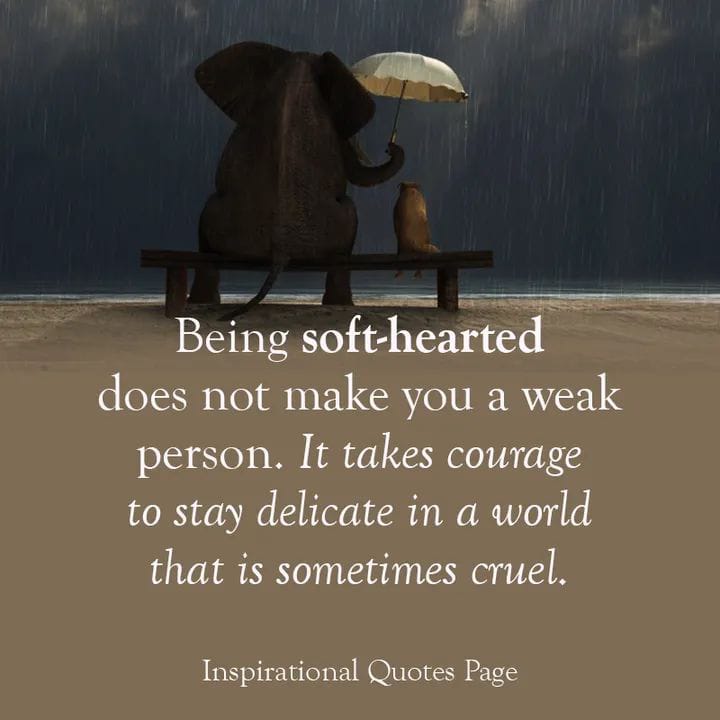 Being soft-hearted
does not make you a weak
person. It takes courage
to stay delicate in a world
that is sometimes cruel.
Inspirational Quotes Page